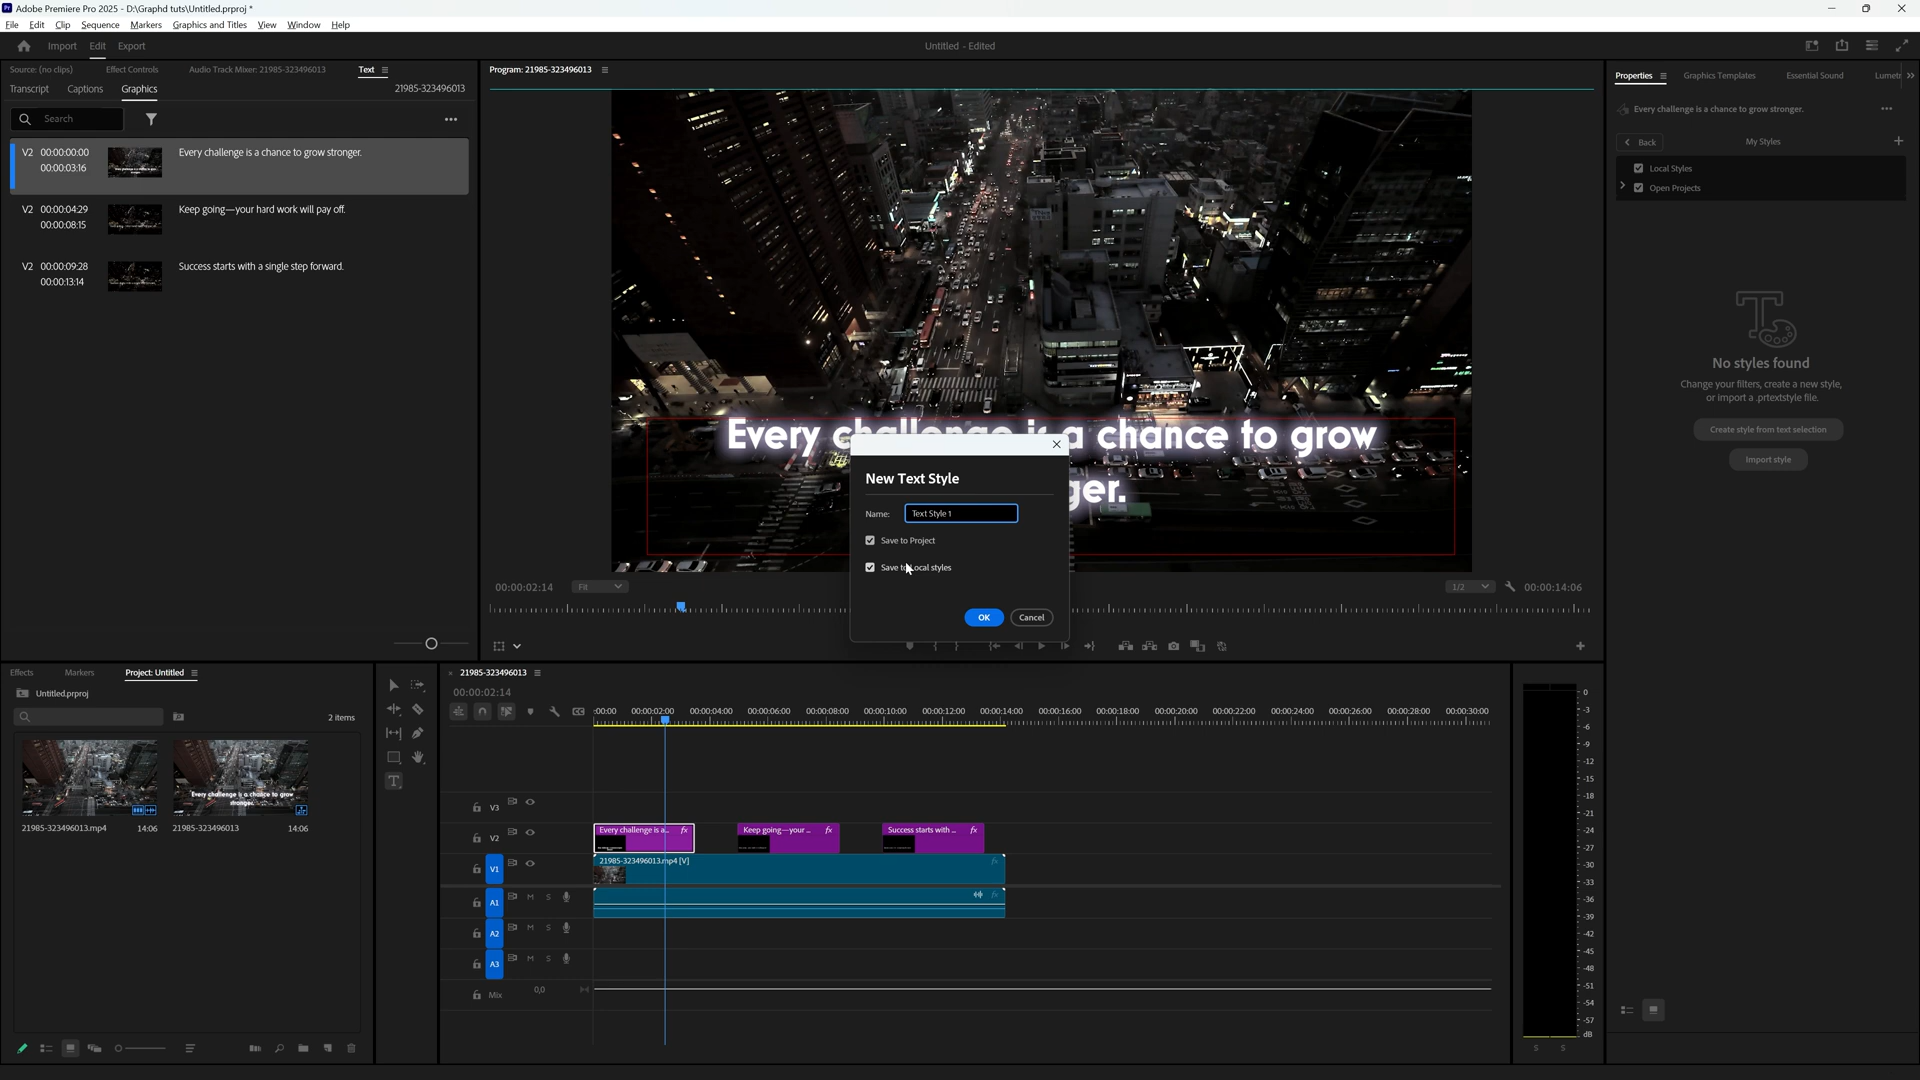 Adobe Premiere Pro 2025 - D:\Graphd tuts\Untitled.prproj *
File Edit Clip Sequence Markers Graphics and Titles View Window Help
Import Edit Export
Untitled - Edited
Source: (no clips) Effect Controls Audio Track Mixer: 21985-323496013 Text
Transcript Captions Graphics 21985-323496013
Search
V2 00:00:00:00 Every challenge is a chance to grow stronger.
00:00:03:16
V2 00:00:04:29 Keep going—your hard work will pay off.
00:00:08:15
V2 00:00:09:28 Success starts with a single step forward.
00:00:13:14
Program: 21985-323496013
Every challenge is a chance to grow
ger.
00:00:02:14 Fit
1/2 00:00:14:06
New Text Style
Name: Text Style 1
Save to Project
Save to Local styles
OK Cancel
Properties Graphics Templates Essential Sound Lumetr
Every challenge is a chance to grow stronger.
Back My Styles
Local Styles
Open Projects
No styles found
Change your filters, create a new style,
or import a .prtextstyle file.
Create style from text selection
Import style
Effects Markers Project: Untitled
Untitled.prproj
2 items
Every challenge is a chance to grow
stronger.
21985-323496013.mp4 14:06 21985-323496013 14:06
21985-323496013
00:00:02:14
:00:00 00:00:02:00 00:00:04:00 00:00:06:00 00:00:08:00 00:00:10:00 00:00:12:00 00:00:14:00 00:00:16:00 00:00:18:00 00:00:20:00 00:00:22:00 00:00:24:00 00:00:26:00 00:00:28:00 00:00:30:00
V3
V2 Every challenge is a... fx Keep going—your ... fx Success starts with ... fx
V1 21985-323496013.mp4 [V] fx
A1 M S fx
A2 M S
A3 M S
Mix 0,0
0
-3
-6
-9
-12
-15
-18
-21
-24
-27
-30
-33
-36
-39
-42
-45
-48
-51
-54
-57
dB
S S